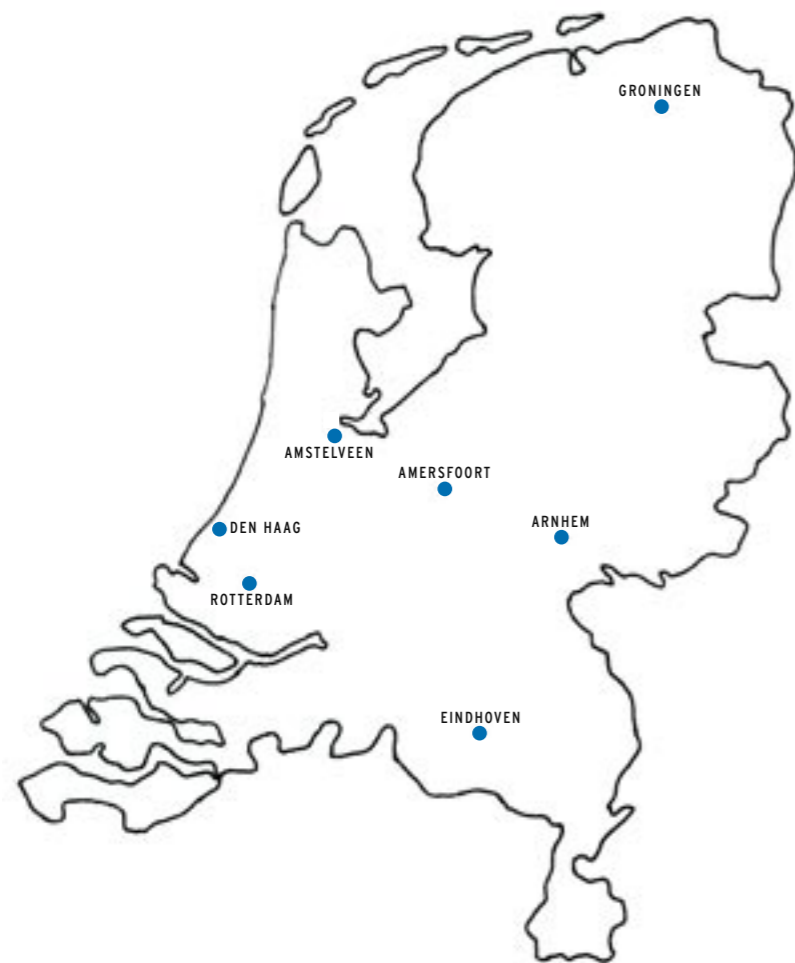 GRONINGEN
AMSTELVEEN
AMERSFOORT
ARNHEM
DEN HAAG
ROTTERDAM
EINDHOVEN